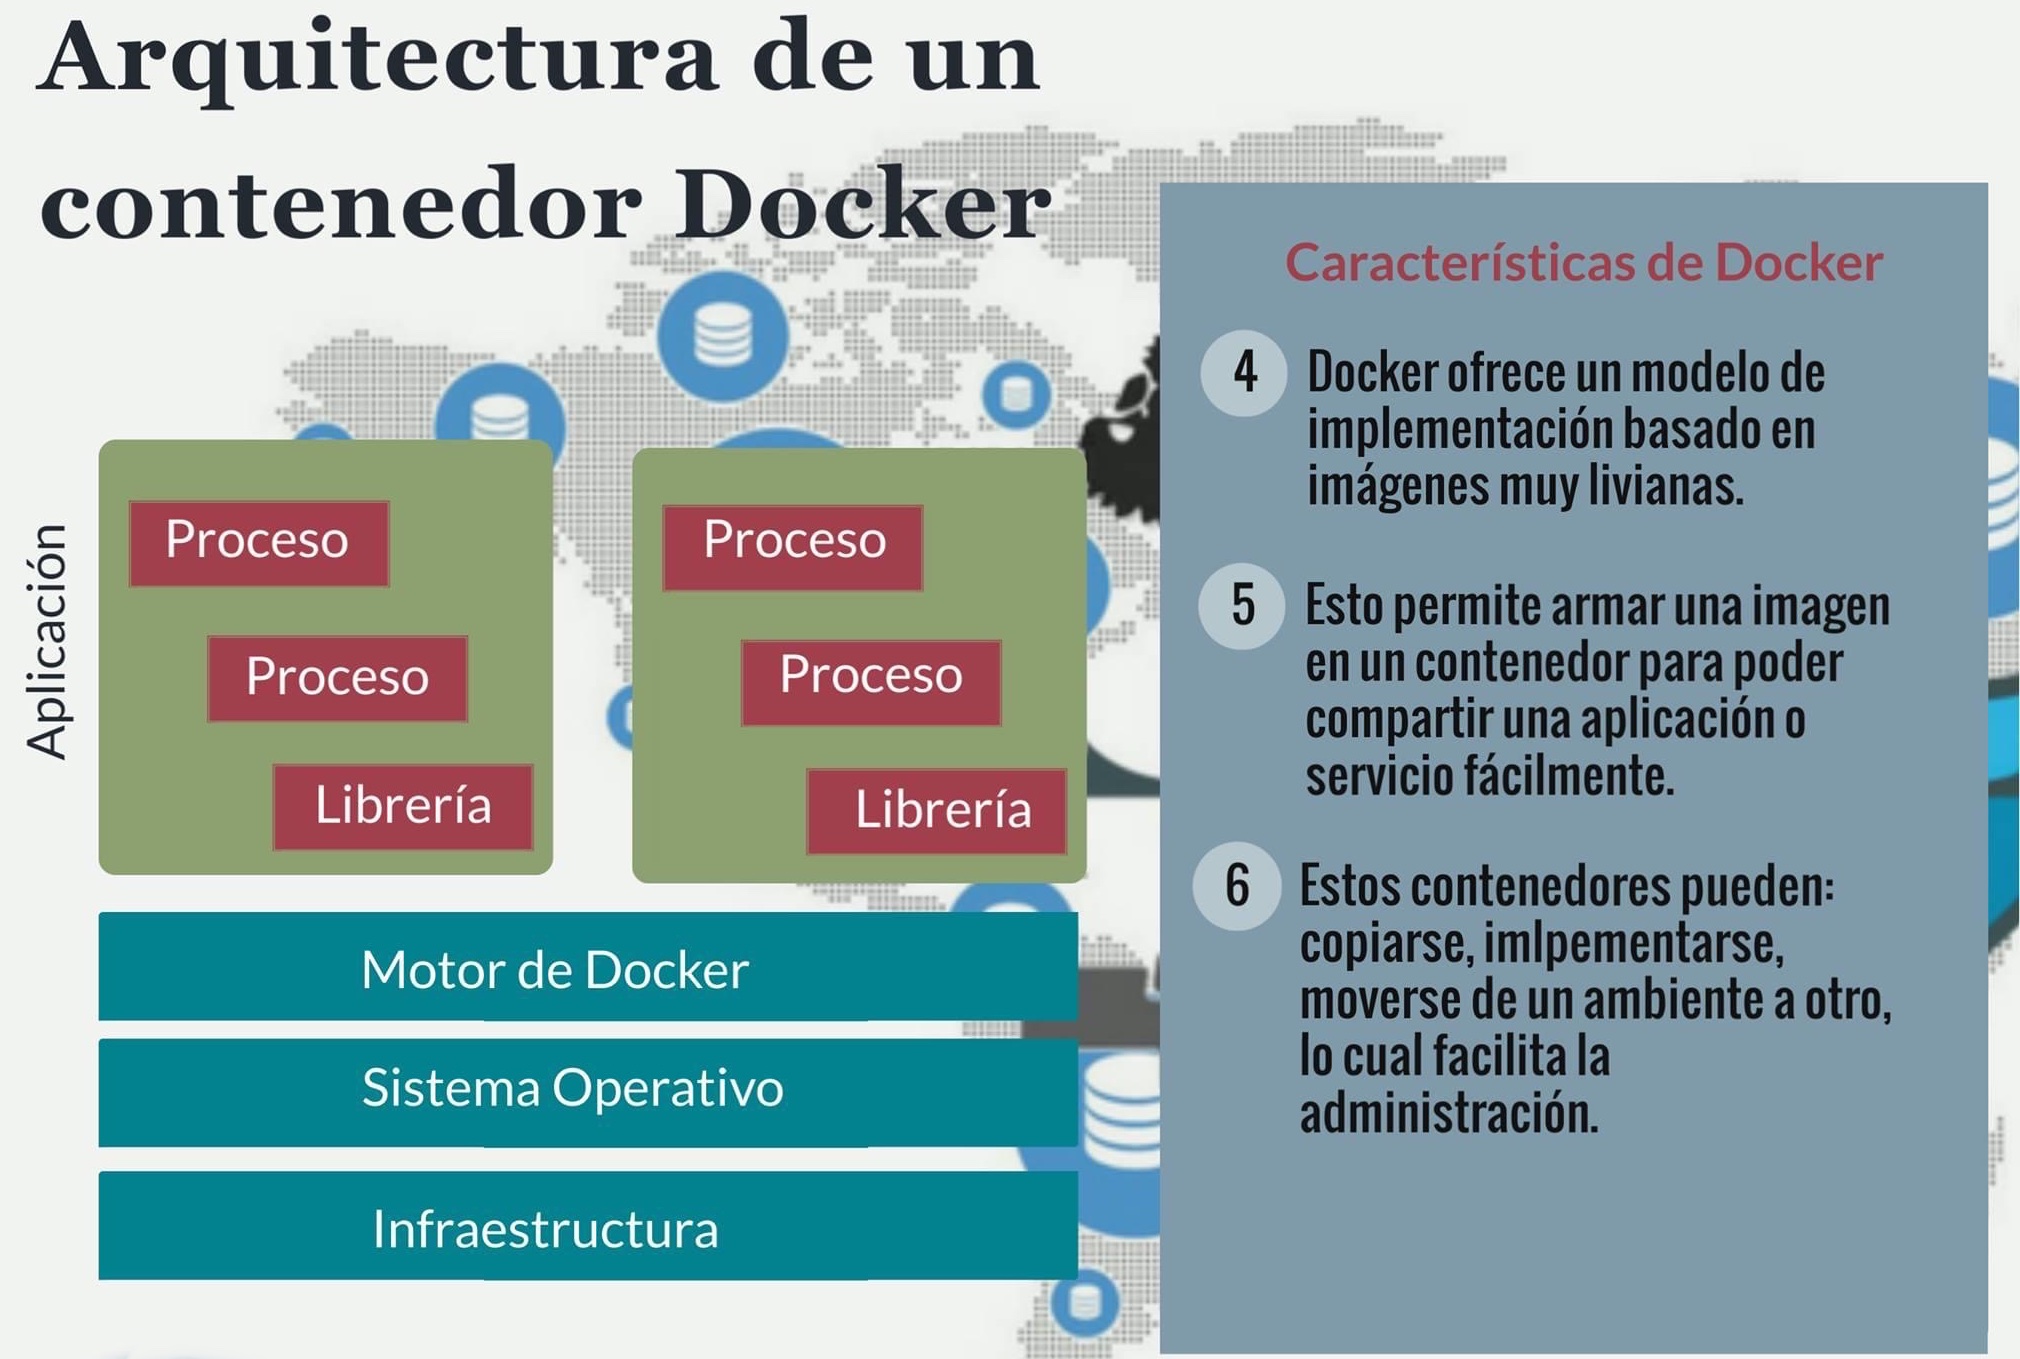 Arquitectura de un
contenedor Docker
Aplicación
Proceso
Proceso
Librería
Proceso
Proceso
Librería
Motor de Docker
Sistema Operativo
Infraestructura
Características de Docker
4 Docker ofrece un modelo de
implementación basado en
imágenes muy livianas.
5 Esto permite armar una imagen
en un contenedor para poder
compartir una aplicación o
servicio fácilmente.
6 Estos contenedores pueden:
copiarse, imlpementarse,
moverse de un ambiente a otro,
lo cual facilita la
administración.